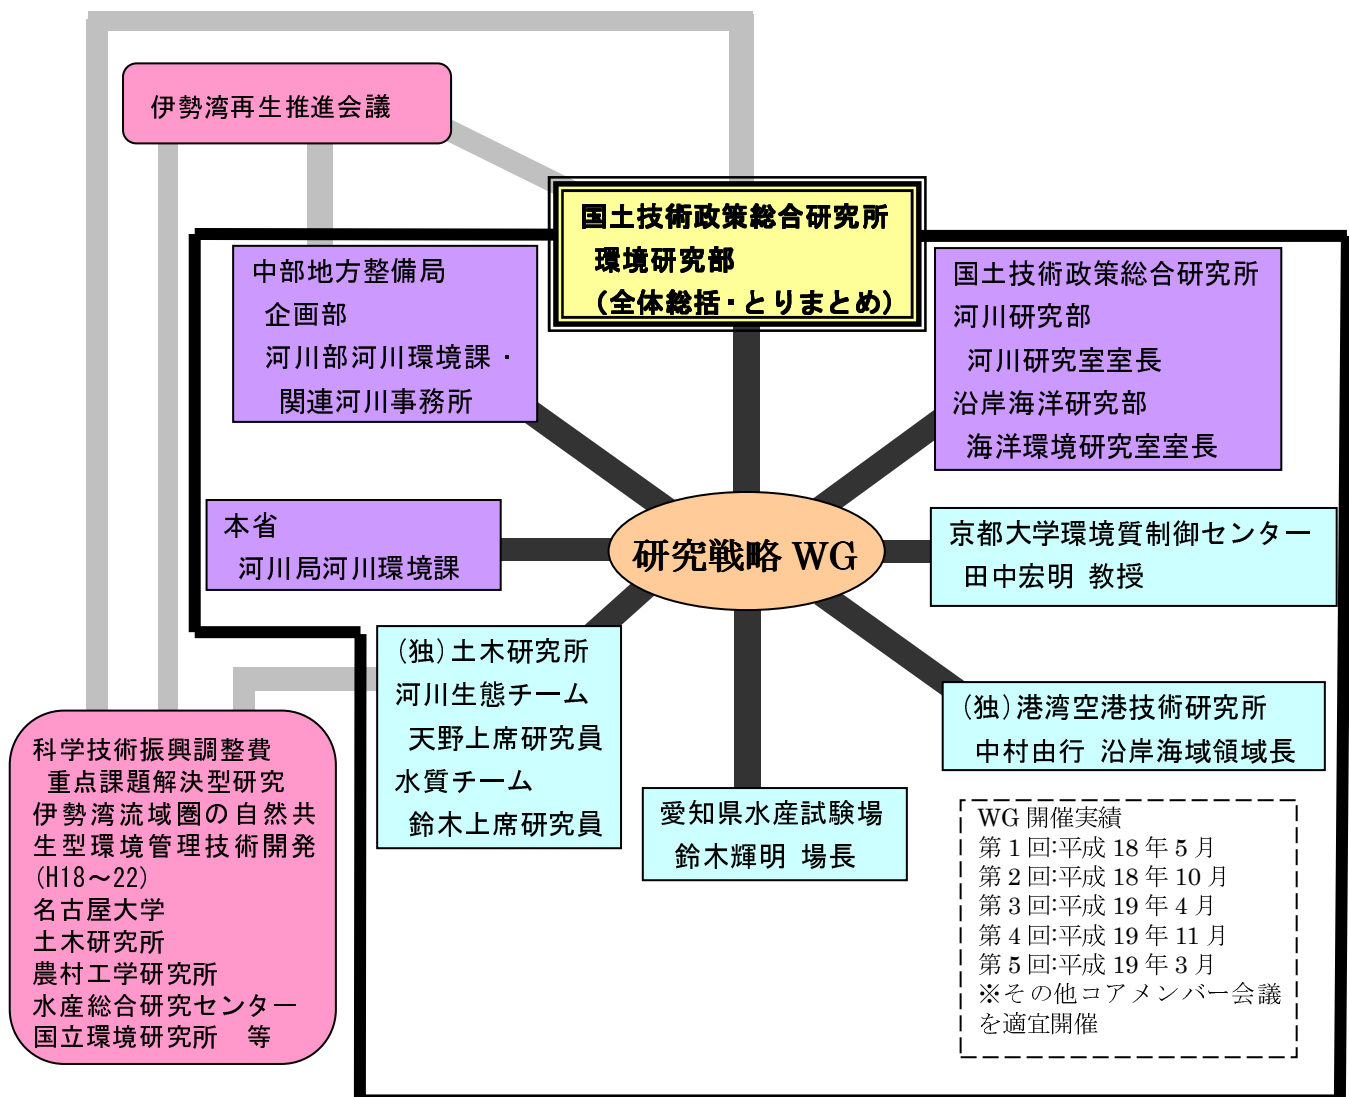 伊勢湾再生推進会議
国土技術政策総合研究所
環境研究部
(全体総括・とりまとめ)
中部地方整備局
企画部
河川部河川環境課・
関連河川事務所
国土技術政策総合研究所
河川研究部
河川研究室室長
沿岸海洋研究部
海洋環境研究室室長
本省
河川局河川環境課
研究戦略 WG
京都大学環境質制御センター
田中宏明 教授
(独)土木研究所
河川生態チーム
天野上席研究員
水質チーム
鈴木上席研究員
(独)港湾空港技術研究所
中村由行 沿岸海域領域長
愛知県水産試験場
鈴木輝明 場長
科学技術振興調整費
重点課題解決型研究
伊勢湾流域圏の自然共
生型環境管理技術開発
(H18～22)
名古屋大学
土木研究所
農村工学研究所
水産総合研究センター
国立環境研究所　等
WG 開催実績
第 1 回:平成 18 年 5 月
第 2 回:平成 18 年 10 月
第 3 回:平成 19 年 4 月
第 4 回:平成 19 年 11 月
第 5 回:平成 19 年 3 月
※その他コアメンバー会議
を適宜開催